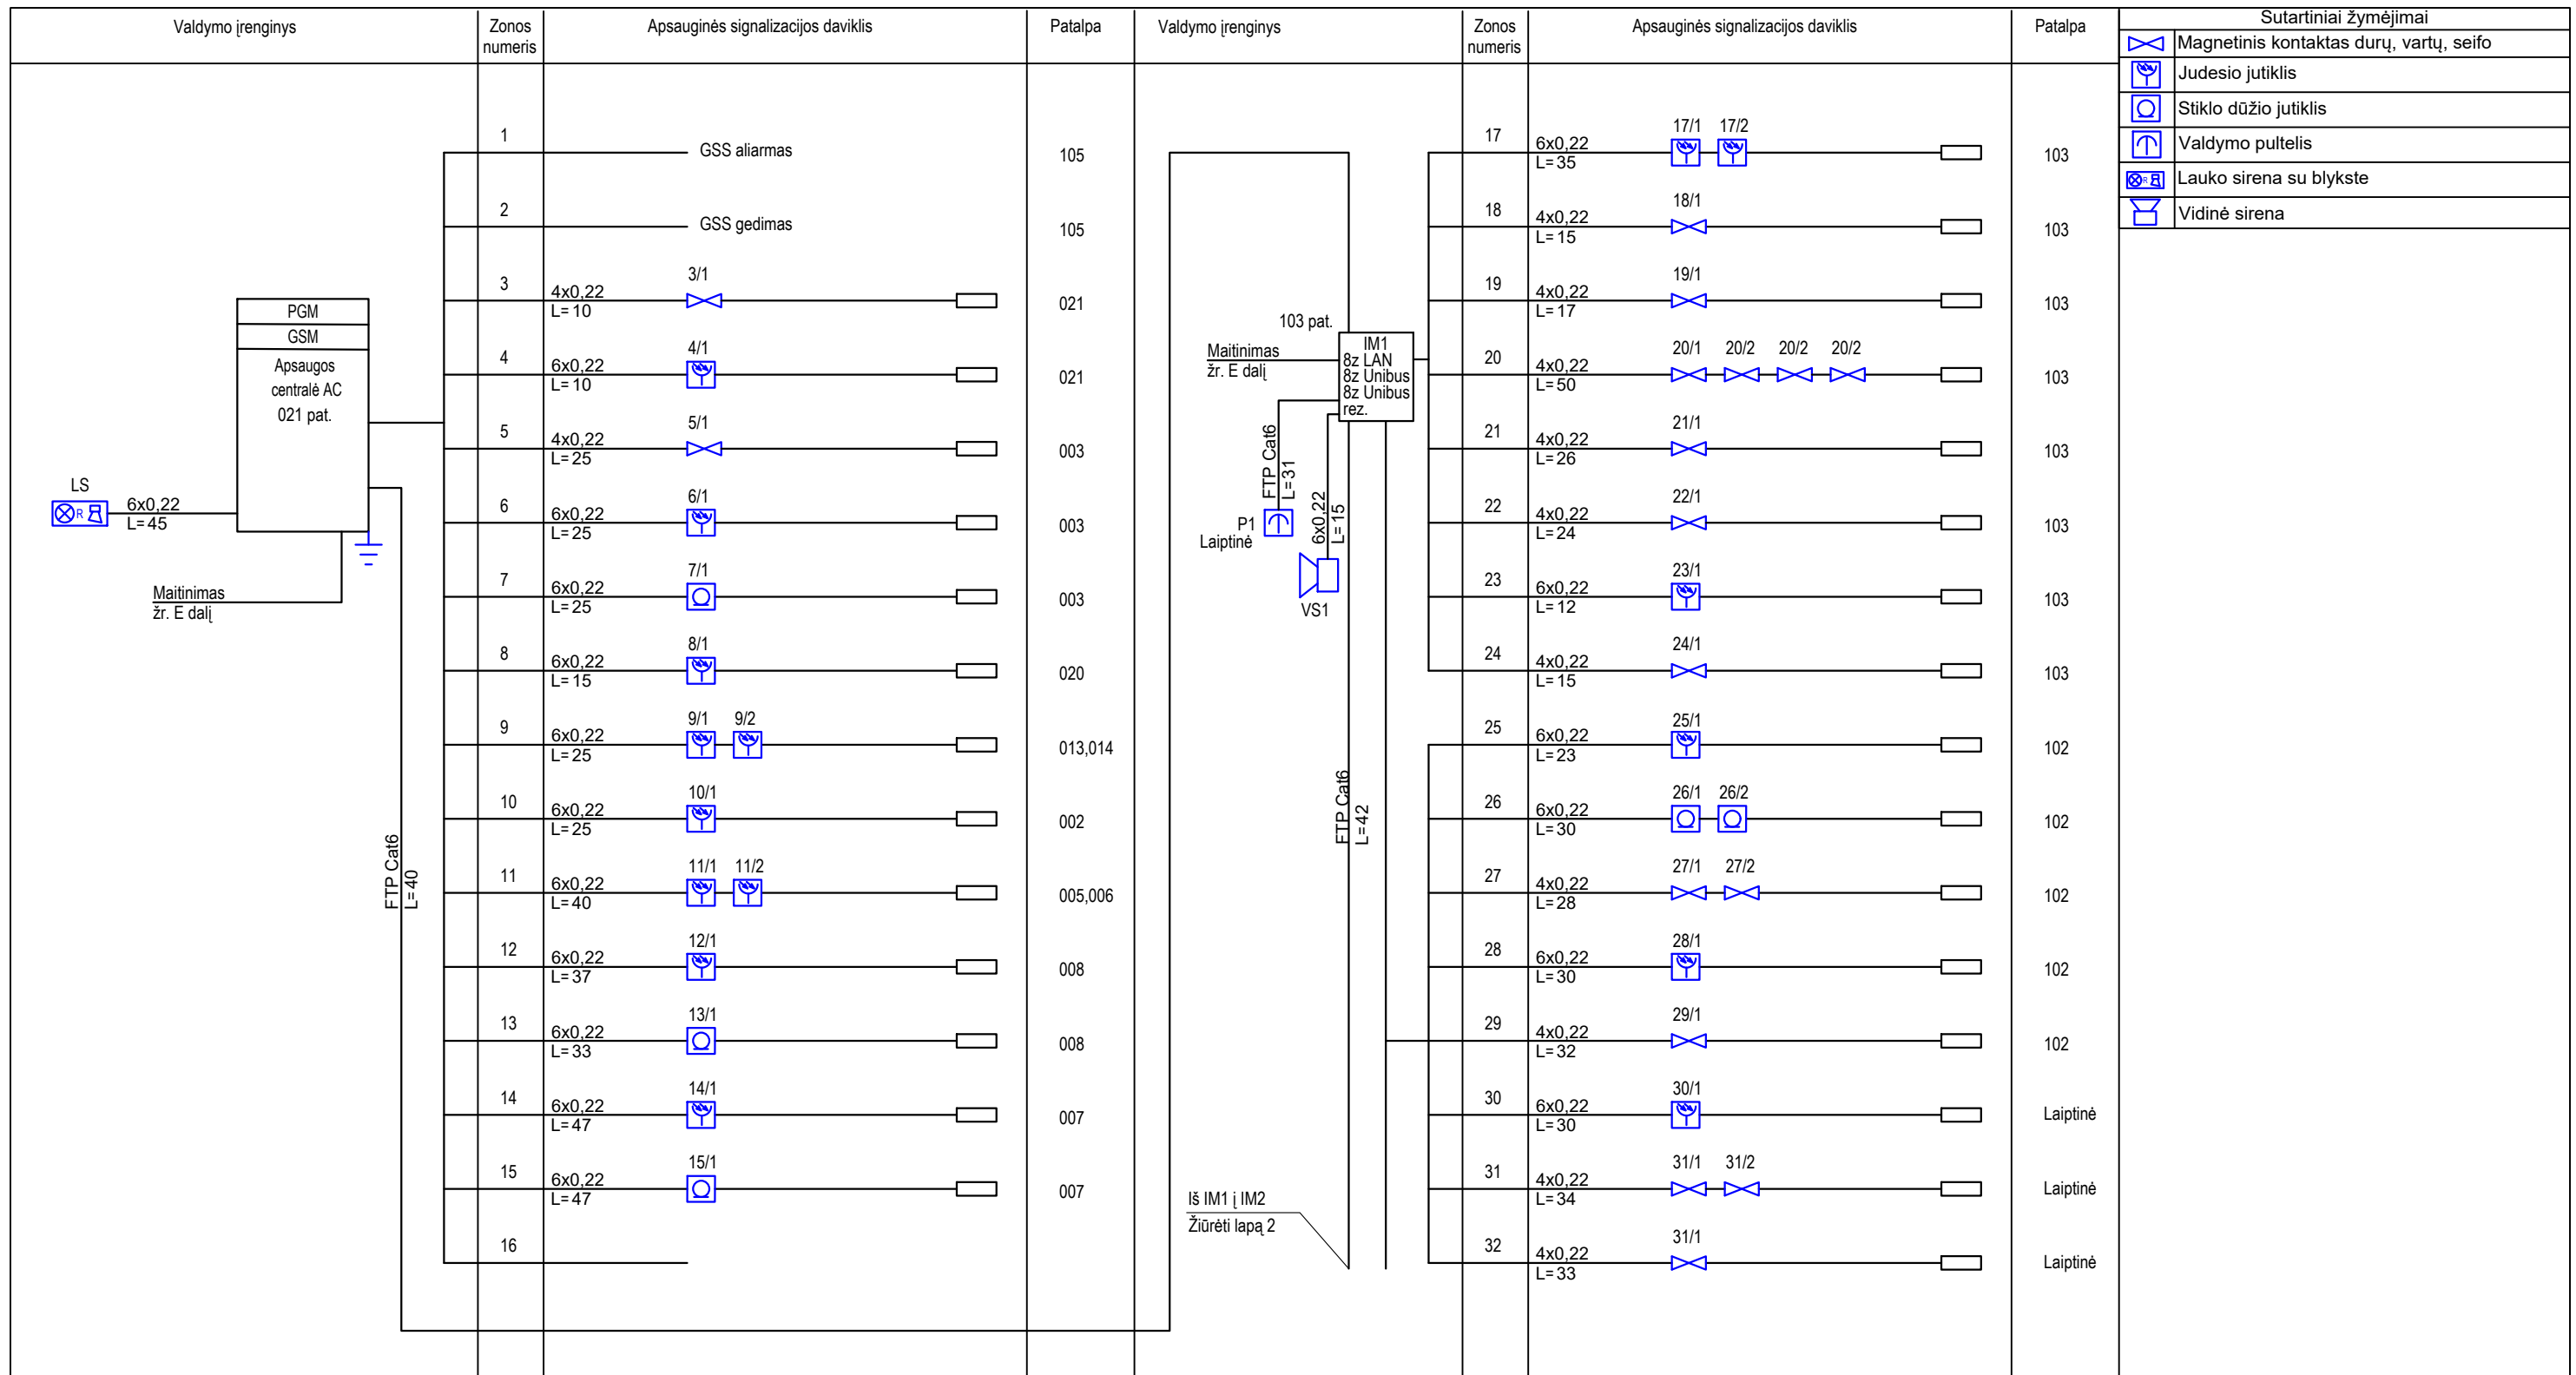 Valdymo įrenginys
Zonos
numeris
Apsauginės signalizacijos daviklis
Patalpa
Valdymo įrenginys
Zonos
numeris
Apsauginės signalizacijos daviklis
Patalpa
Sutartiniai žymėjimai
Magnetinis kontaktas durų, vartų, seifo
Judesio jutiklis
Stiklo dūžio jutiklis
Valdymo pultelis
R
Lauko sirena su blykste
Vidinė sirena
PGM
GSM
Apsaugos
centralė AC
021 pat.
LS
R
6x0,22
L=45
Maitinimas
žr. E dalį
FTP Cat6
L=40
1
GSS aliarmas
105
2
GSS gedimas
105
3
4x0,22
L=10
3/1
021
4
6x0,22
L=10
4/1
021
5
4x0,22
L=25
5/1
003
6
6x0,22
L=25
6/1
003
7
6x0,22
L=25
7/1
003
8
6x0,22
L=15
8/1
020
9
6x0,22
L=25
9/1 9/2
013,014
10
6x0,22
L=25
10/1
002
11
6x0,22
L=40
11/1 11/2
005,006
12
6x0,22
L=37
12/1
008
13
6x0,22
L=33
13/1
008
14
6x0,22
L=47
14/1
007
15
6x0,22
L=47
15/1
007
16
103 pat.
IM1
8z LAN
8z Unibus
8z Unibus
rez.
Maitinimas
žr. E dalį
FTP Cat6
L=31
P1
Laiptinė
6x0,22
L=15
VS1
FTP Cat6
L=42
Iš IM1 į IM2
Žiūrėti lapą 2
17
6x0,22
L=35
17/1 17/2
103
18
4x0,22
L=15
18/1
103
19
4x0,22
L=17
19/1
103
20
4x0,22
L=50
20/1 20/2 20/2 20/2
103
21
4x0,22
L=26
21/1
103
22
4x0,22
L=24
22/1
103
23
6x0,22
L=12
23/1
103
24
4x0,22
L=15
24/1
103
25
6x0,22
L=23
25/1
102
26
6x0,22
L=30
26/1 26/2
102
27
4x0,22
L=28
27/1 27/2
102
28
6x0,22
L=30
28/1
102
29
4x0,22
L=32
29/1
102
30
6x0,22
L=30
30/1
Laiptinė
31
4x0,22
L=34
31/1 31/2
Laiptinė
32
4x0,22
L=33
31/1
Laiptinė